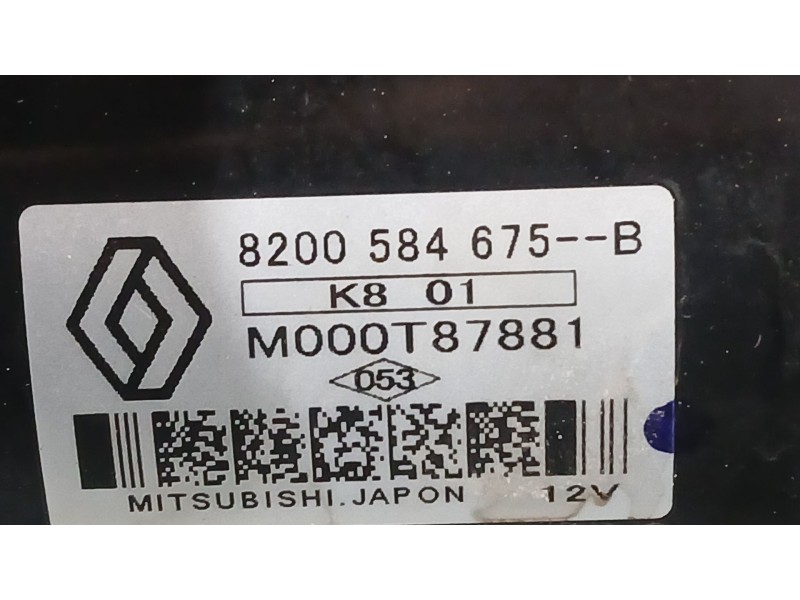 8200 584 675--B
K8 01
M000T87881
053
MITSUBISHI.JAPON 12V